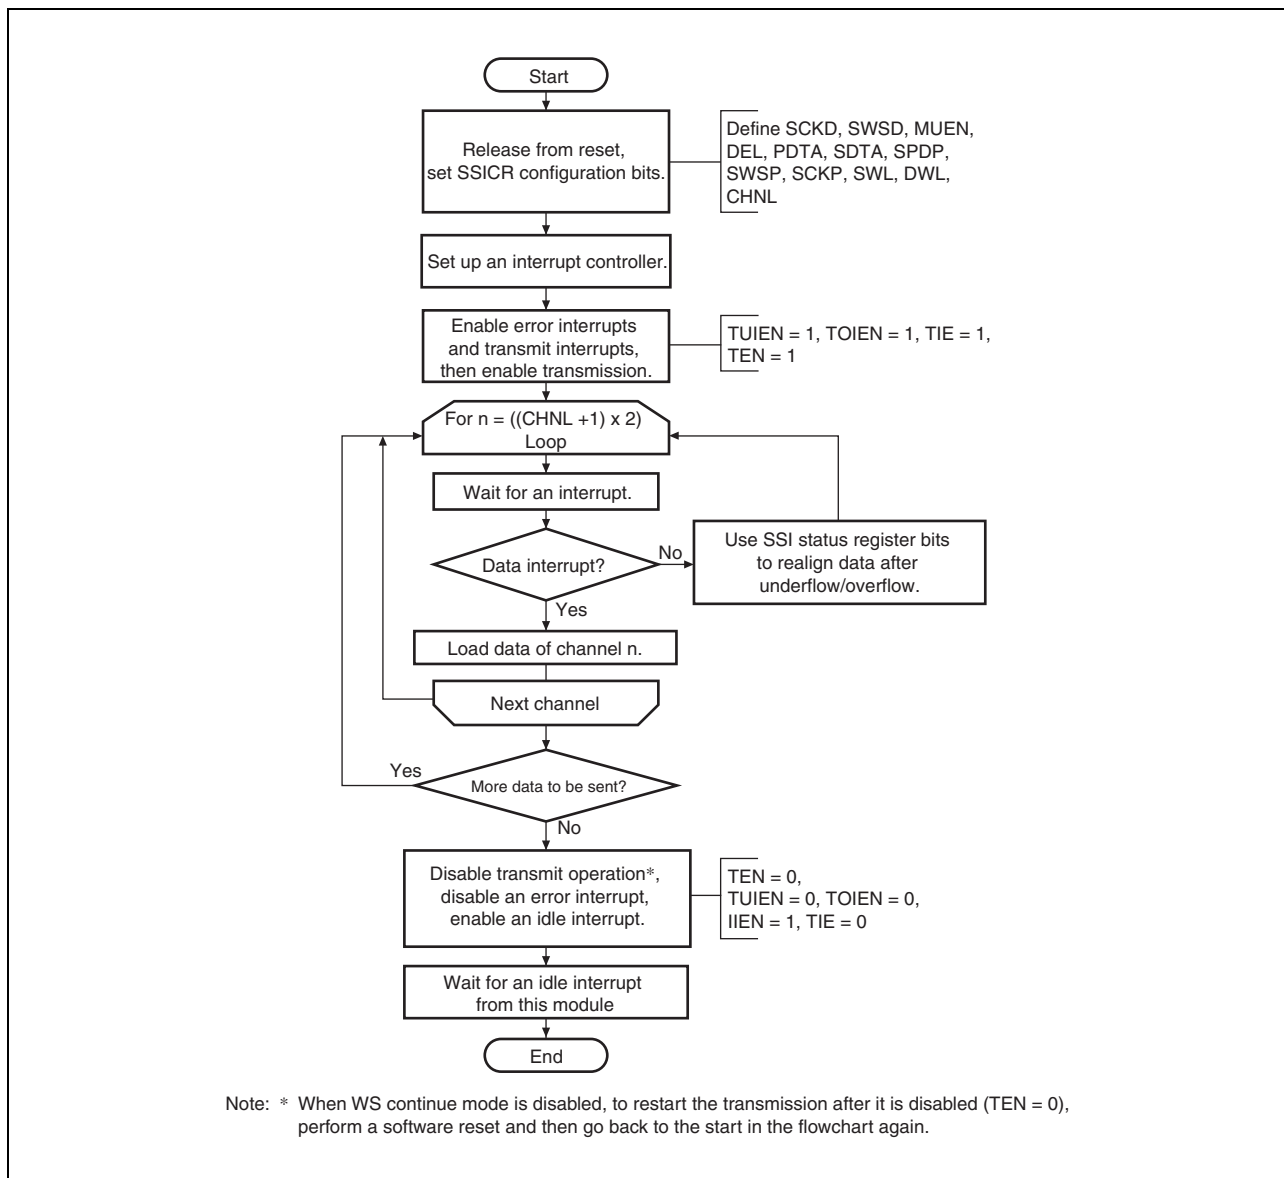 Start
Release from reset,
set SSICR configuration bits.
Define SCKD, SWSD, MUEN,
DEL, PDTA, SDTA, SPDP,
SWSP, SCKP, SWL, DWL,
CHNL
Set up an interrupt controller.
Enable error interrupts
and transmit interrupts,
then enable transmission.
TUIEN = 1, TOIEN = 1, TIE = 1,
TEN = 1
For n = ((CHNL +1) x 2)
Loop
Wait for an interrupt.
Data interrupt?
No
Use SSI status register bits
to realign data after
underflow/overflow.
Yes
Load data of channel n.
Next channel
Yes
More data to be sent?
No
Disable transmit operation*,
disable an error interrupt,
enable an idle interrupt.
TEN = 0,
TUIEN = 0, TOIEN = 0,
IIEN = 1, TIE = 0
Wait for an idle interrupt
from this module
End
Note: * When WS continue mode is disabled, to restart the transmission after it is disabled (TEN = 0),
perform a software reset and then go back to the start in the flowchart again.